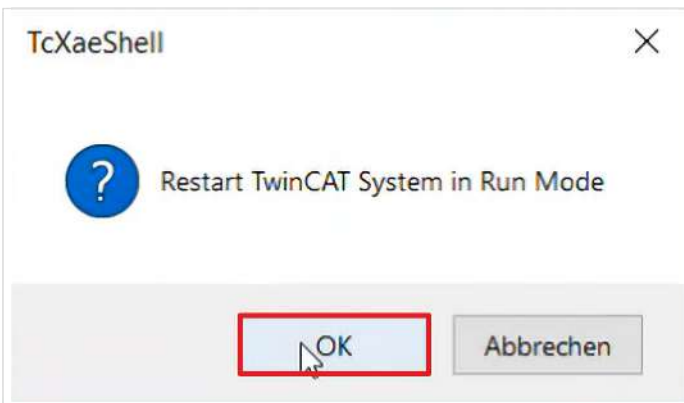 TcXaeShell
?
Restart TwinCAT System in Run Mode
OK
Abbrechen